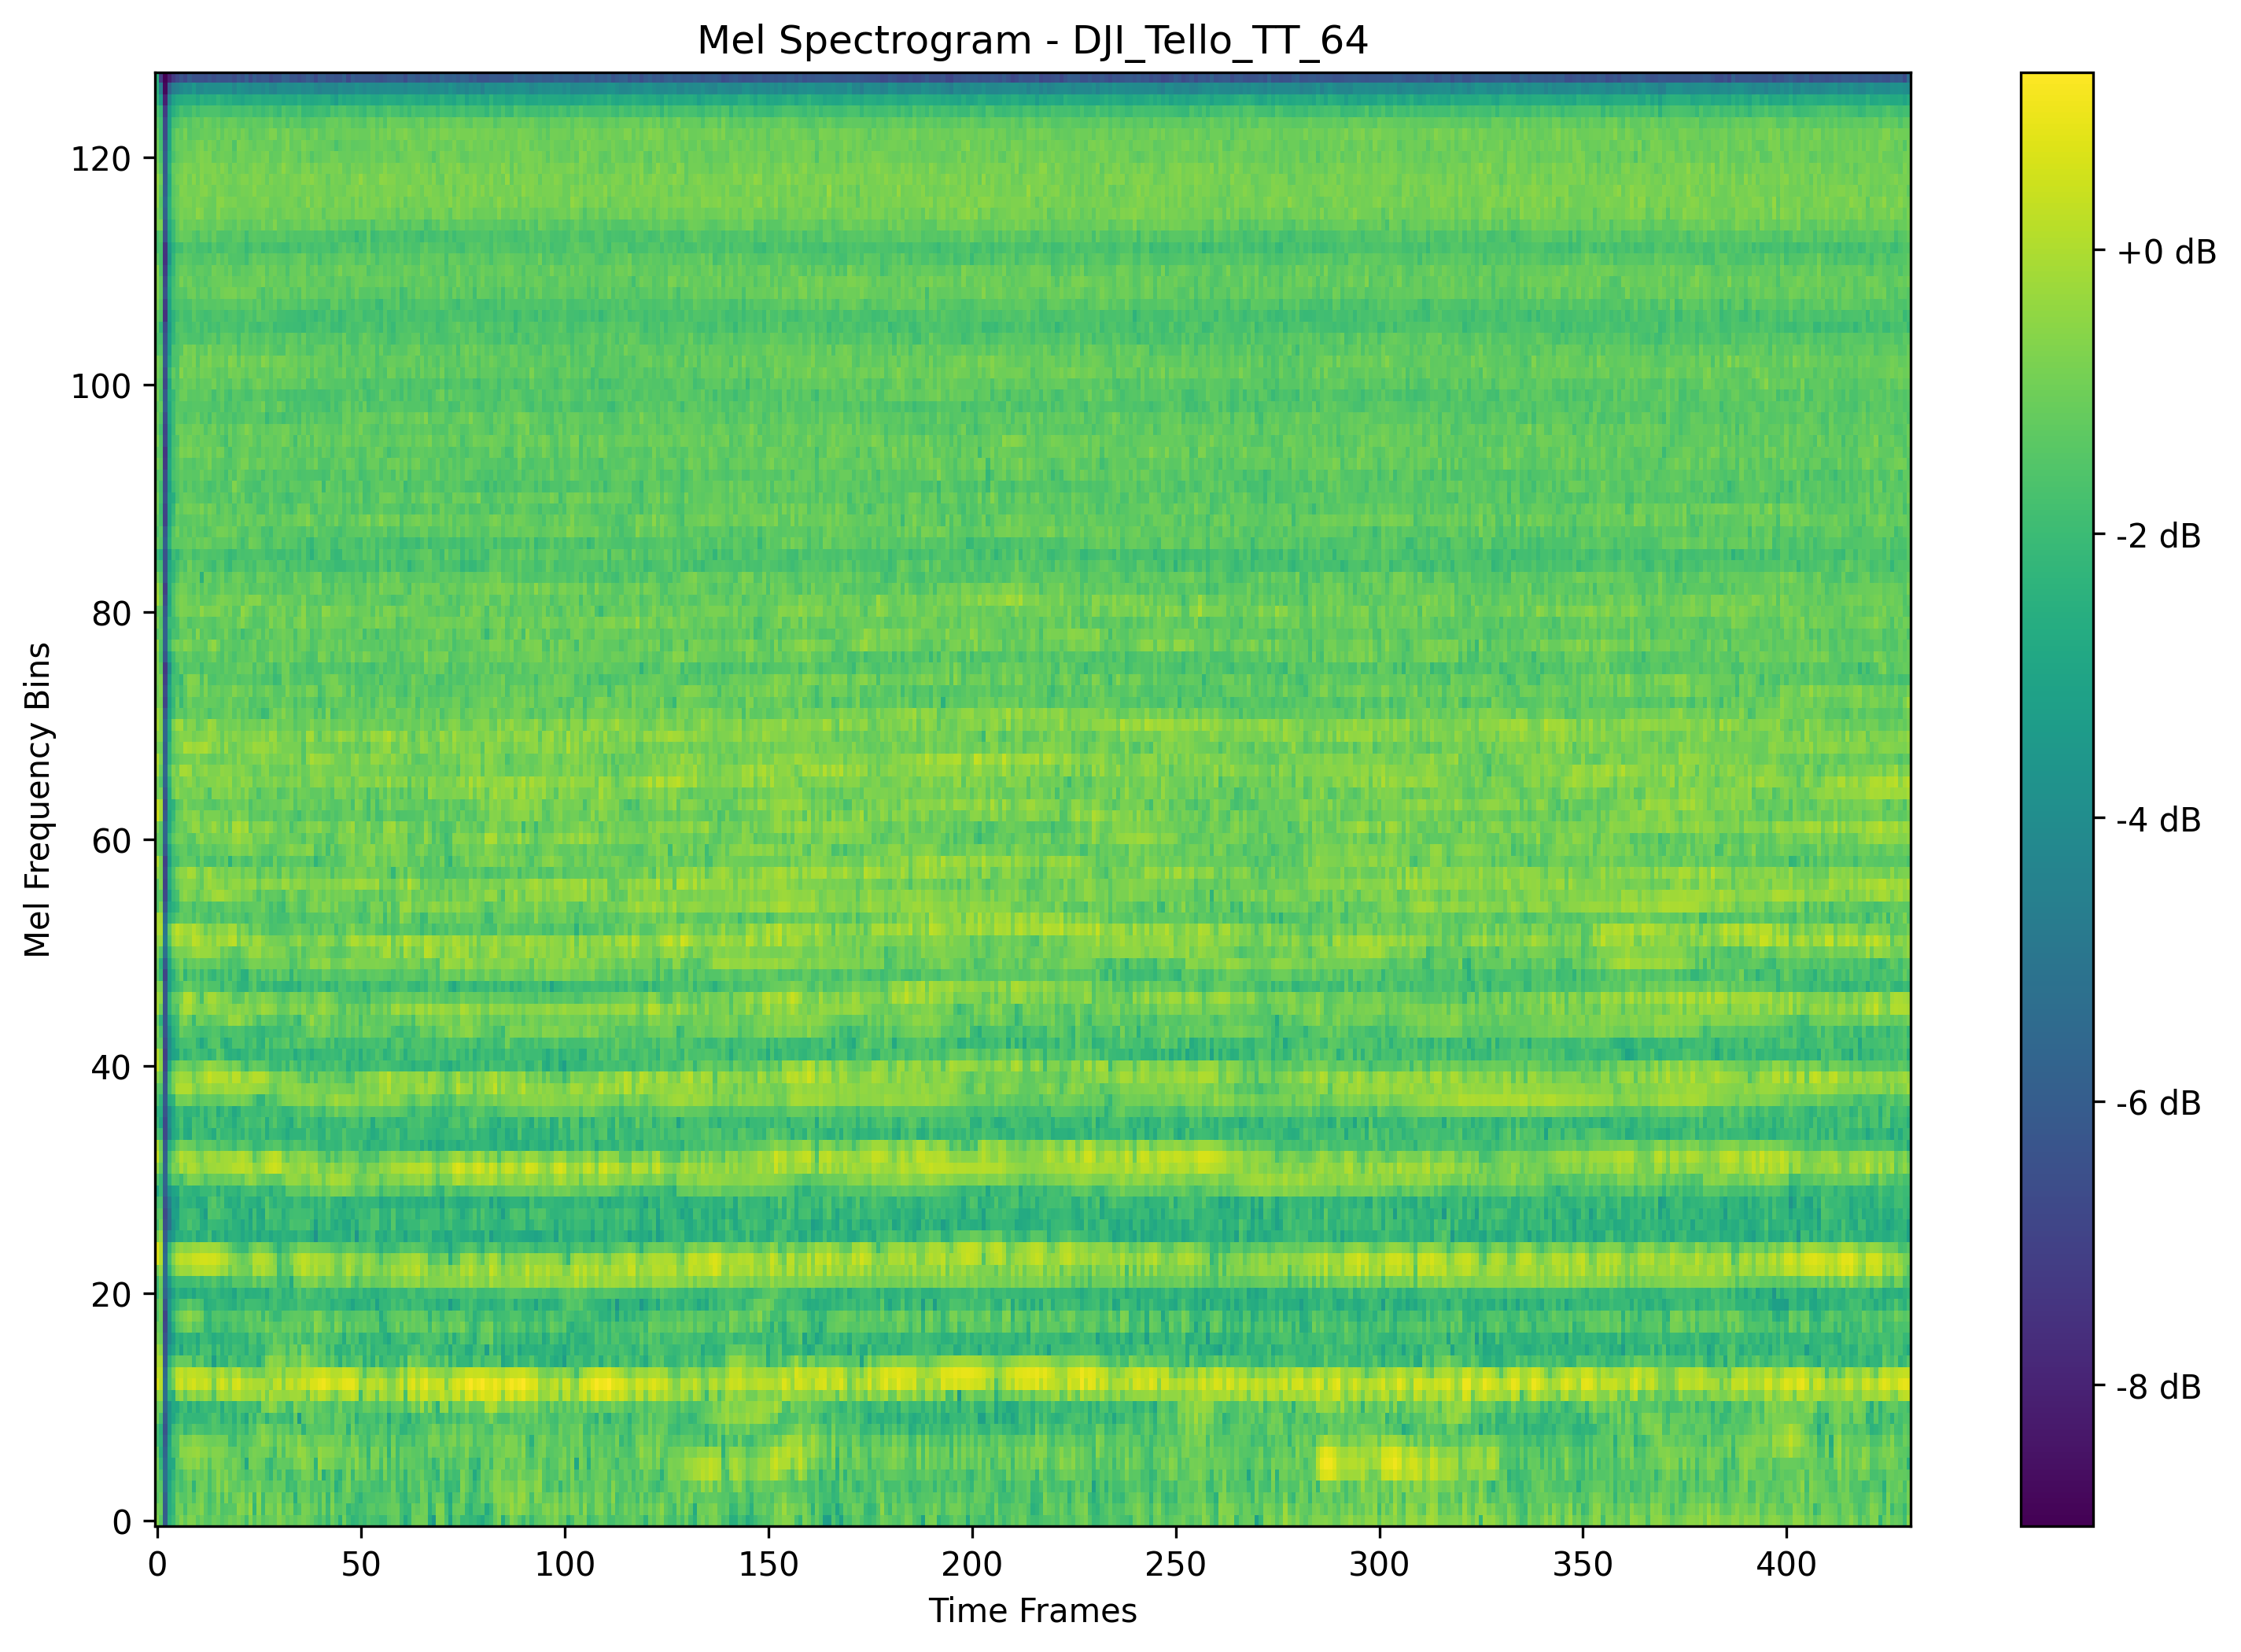 Mel Spectrogram - DJI_Tello_TT_64
Mel Frequency Bins
120
100
80
60
40
20
0
0 50 100 150 200 250 300 350 400
Time Frames
+0 dB
-2 dB
-4 dB
-6 dB
-8 dB